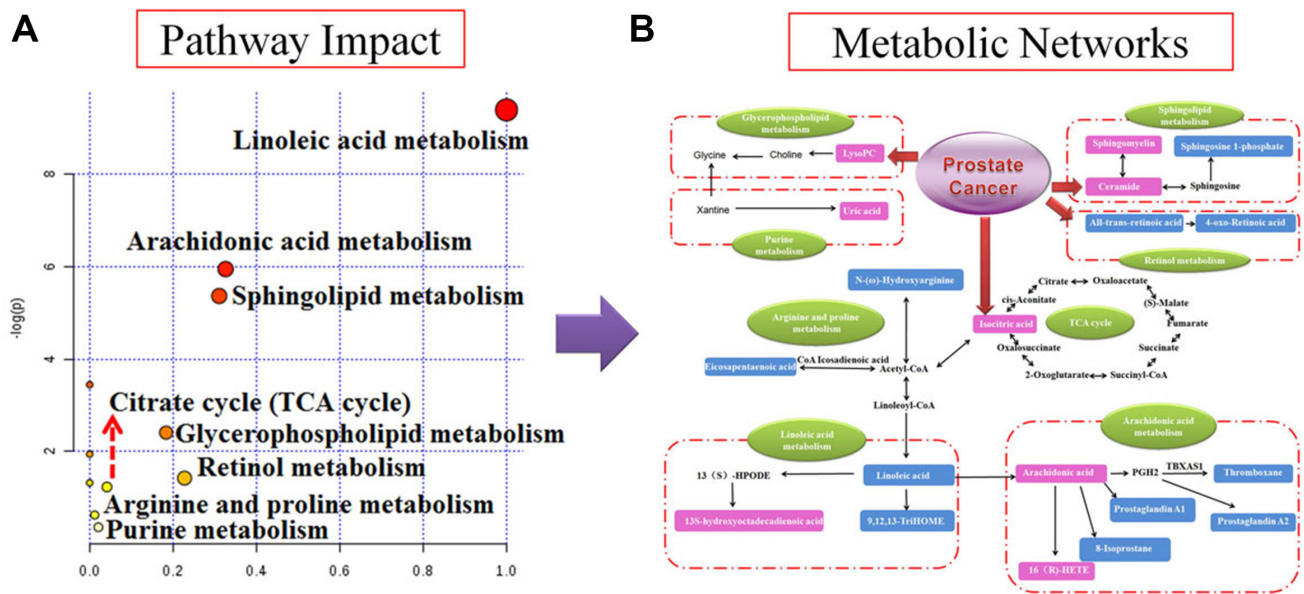 A
Pathway Impact
Linoleic acid metabolism
8
Arachidonic acid metabolism
6
Sphingolipid metabolism
-log(p)
4
Citrate cycle (TCA cycle)
Glycerophospholipid metabolism
2
Retinol metabolism
Arginine and proline metabolism
Purine metabolism
0.0 0.2 0.4 0.6 0.8 1.0
B
Metabolic Networks
Glycerophospholipid
metabolism
Glycine
Choline
LysoPC
Xantine
Uric acid
Purine
metabolism
Prostate
Cancer
Sphingolipid
metabolism
Sphingomyelin
Sphingosine 1-phosphate
Ceramide
Sphingosine
All-trans-retinoic acid
4-oxo-Retinoic acid
Retinol metabolism
N-(ω)-Hydroxyarginine
Arginine and proline
metabolism
Eicosapentaenoic acid
CoA Icosadienoic acid
Acetyl-CoA
Linoleoyl-CoA
Citrate
Oxaloacetate
cis-Aconitate
(S)-Malate
Isocitric acid
TCA cycle
Fumarate
Oxalosuccinate
Succinate
2-Oxoglutarate
Succinyl-CoA
Linoleic acid
metabolism
13（S）-HPODE
Linoleic acid
13S-hydroxyoctadecadienoic acid
9,12,13-TriHOME
Arachidonic acid
metabolism
Arachidonic acid
PGH2
TBXAS1
Thromboxane
Prostaglandin A1
Prostaglandin A2
8-Isoprostane
16（R)-HETE